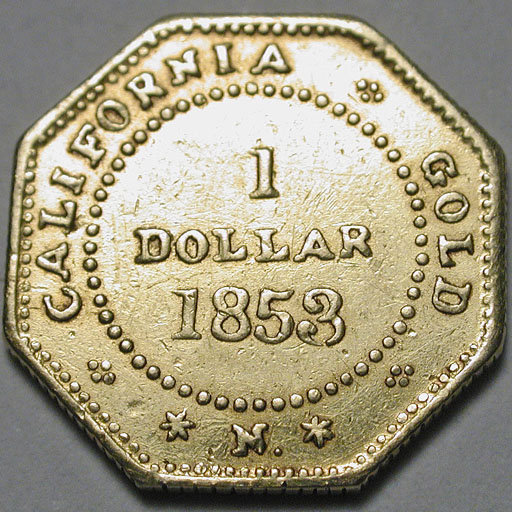 CALIFORNIA GOLD
1
DOLLAR
1853
* N. *